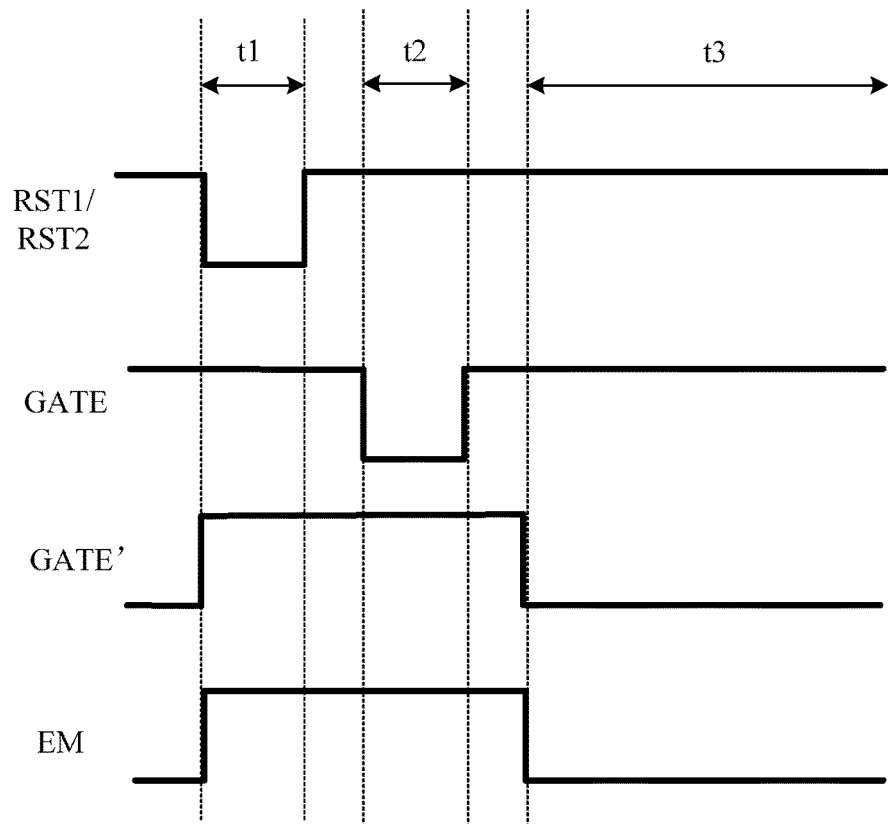 t1
t2
t3
RST1/
RST2
GATE
GATE’
EM